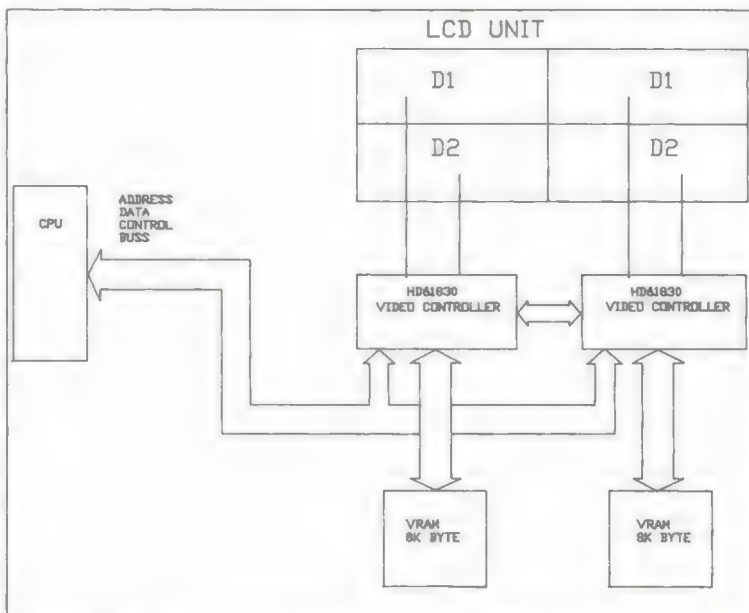 LCD UNIT
D1
D1
D2
D2
CPU
ADDRESS
DATA
CONTROL
BUSS
HD61830
VIDEO CONTROLLER
HD61830
VIDEO CONTROLLER
VRAM
8K BYTE
VRAM
8K BYTE